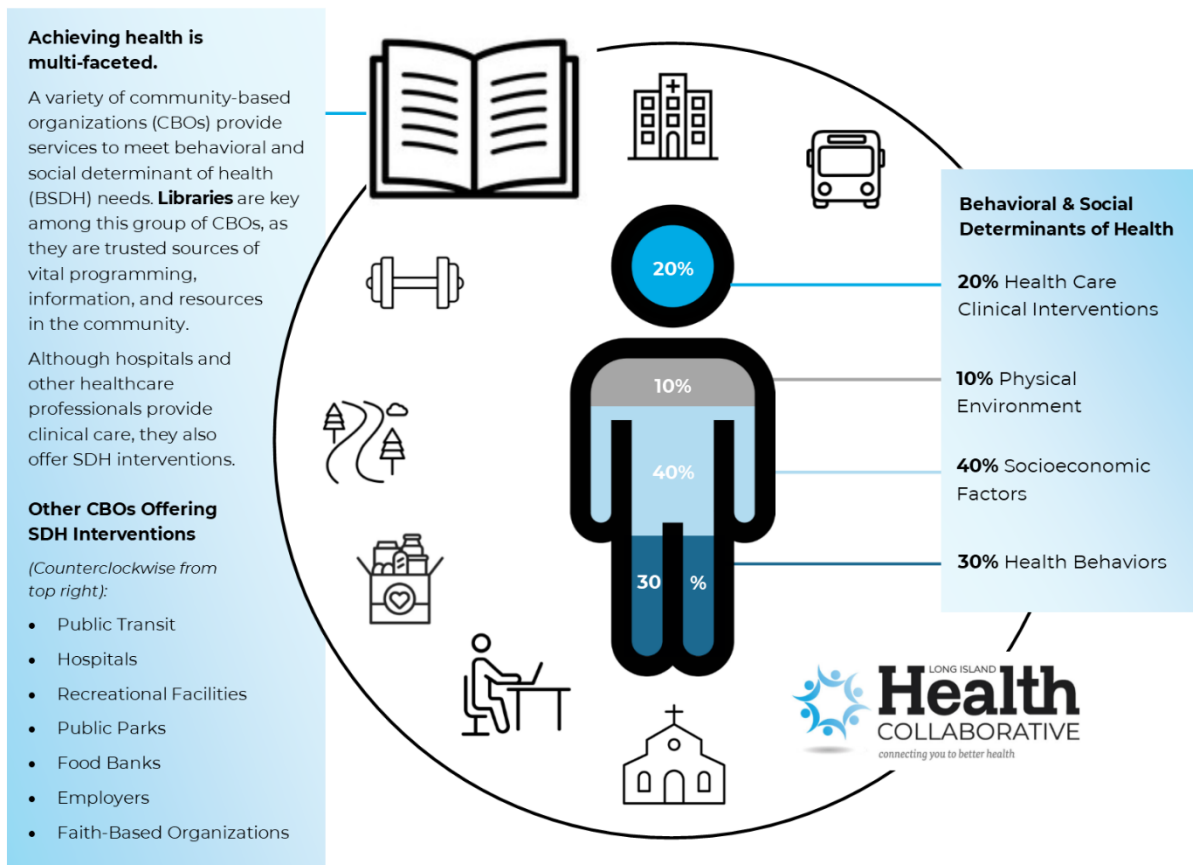 Achieving health is
multi-faceted.
A variety of community-based
organizations (CBOs) provide
services to meet behavioral and
social determinant of health
(BSDH) needs. Libraries are key
among this group of CBOs, as
they are trusted sources of
vital programming,
information, and resources
in the community.
Although hospitals and
other healthcare
professionals provide
clinical care, they also
offer SDH interventions.
Other CBOs Offering
SDH Interventions
(Counterclockwise from
top right):
• Public Transit
• Hospitals
• Recreational Facilities
• Public Parks
• Food Banks
• Employers
• Faith-Based Organizations
20%
10%
40%
30 %
Behavioral & Social
Determinants of Health
20% Health Care
Clinical Interventions
10% Physical
Environment
40% Socioeconomic
Factors
30% Health Behaviors
LONG ISLAND
Health
COLLABORATIVE
connecting you to better health